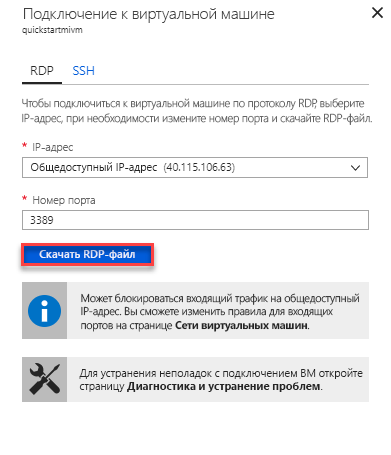 Подключение к виртуальной машине
quickstartmivm
RDP SSH
Чтобы подключиться к виртуальной машине по протоколу RDP, выберите
IP-адрес, при необходимости измените номер порта и скачайте RDP-файл.
* IP-адрес
Общедоступный IP-адрес (40.115.106.63)
* Номер порта
3389
Скачать RDP-файл
Может блокироваться входящий трафик на общедоступный
IP-адрес. Вы сможете изменить правила для входящих
портов на странице Сети виртуальных машин.
Для устранения неполадок с подключением ВМ откройте
страницу Диагностика и устранение проблем.